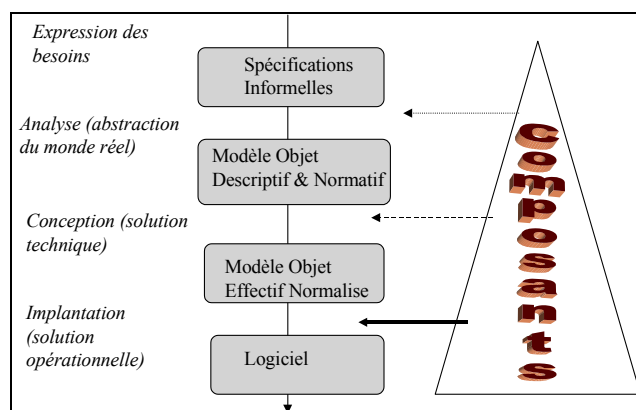 Expression des
besoins
Spécifications
Informelles
Analyse (abstraction
du monde réel)
Modèle Objet
Descriptif & Normatif
Conception (solution
technique)
Modèle Objet
Effectif Normalise
Implantation
(solution
opérationnelle)
Logiciel
Composants